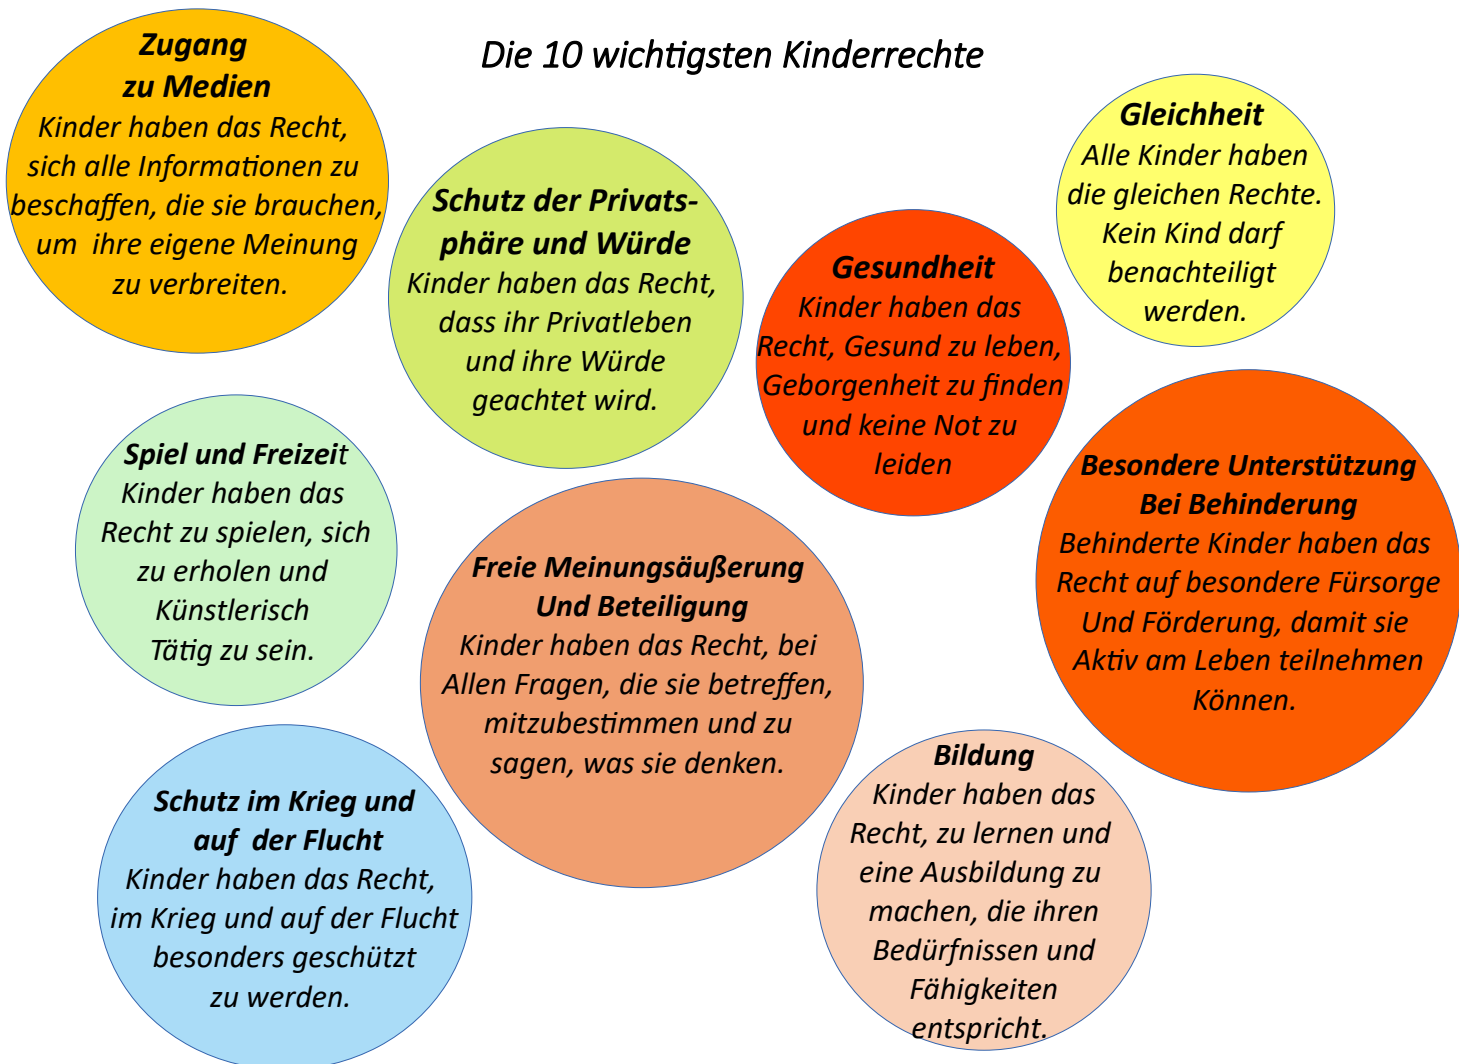 Die 10 wichtigsten Kinderrechte
Zugang
zu Medien
Kinder haben das Recht,
sich alle Informationen zu
beschaffen, die sie brauchen,
um ihre eigene Meinung
zu verbreiten.
Schutz der Privats-
phäre und Würde
Kinder haben das Recht,
dass ihr Privatleben
und ihre Würde
geachtet wird.
Gesundheit
Kinder haben das
Recht, Gesund zu leben,
Geborgenheit zu finden
und keine Not zu
leiden
Gleichheit
Alle Kinder haben
die gleichen Rechte.
Kein Kind darf
benachteiligt
werden.
Spiel und Freizeit
Kinder haben das
Recht zu spielen, sich
zu erholen und
Künstlerisch
Tätig zu sein.
Freie Meinungsäußerung
Und Beteiligung
Kinder haben das Recht, bei
Allen Fragen, die sie betreffen,
mitzubestimmen und zu
sagen, was sie denken.
Besondere Unterstützung
Bei Behinderung
Behinderte Kinder haben das
Recht auf besondere Fürsorge
Und Förderung, damit sie
Aktiv am Leben teilnehmen
Können.
Schutz im Krieg und
auf der Flucht
Kinder haben das Recht,
im Krieg und auf der Flucht
besonders geschützt
zu werden.
Bildung
Kinder haben das
Recht, zu lernen und
eine Ausbildung zu
machen, die ihren
Bedürfnissen und
Fähigkeiten
entspricht.